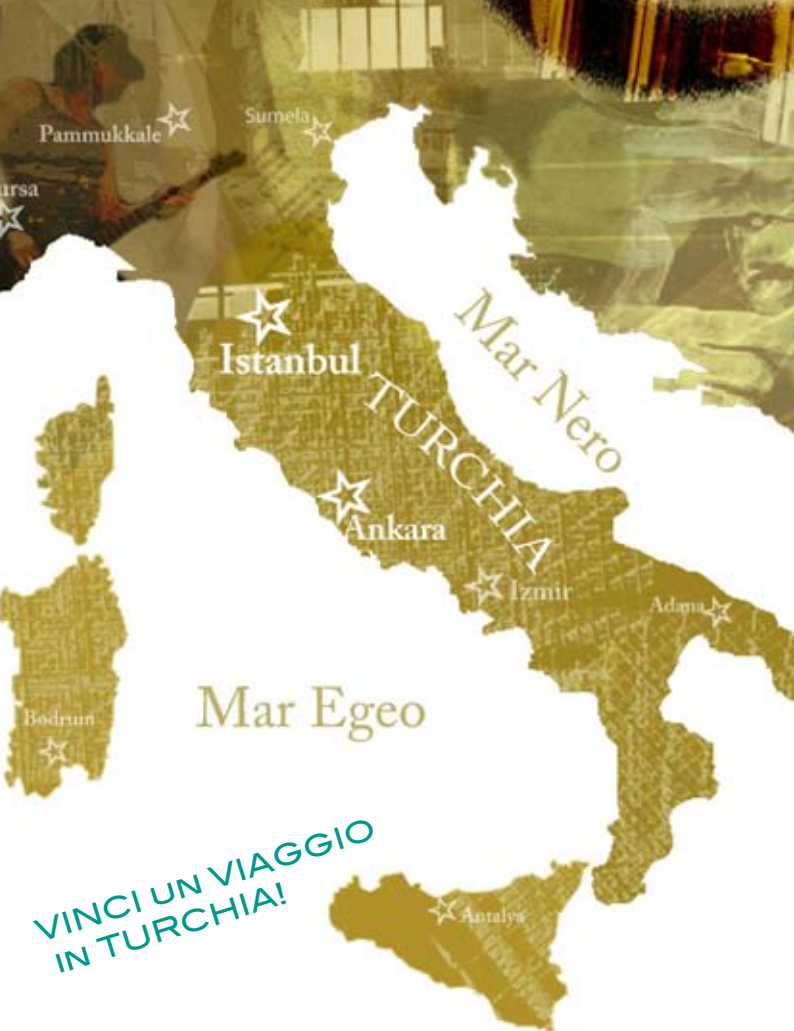 Pammukkale
Sumela
ursa
Istanbul
Mar Nero
TURCHIA
Ankara
Izmir
Adana
Mar Egeo
Bodrum
VINCI UN VIAGGIO
IN TURCHIA!
Antalya